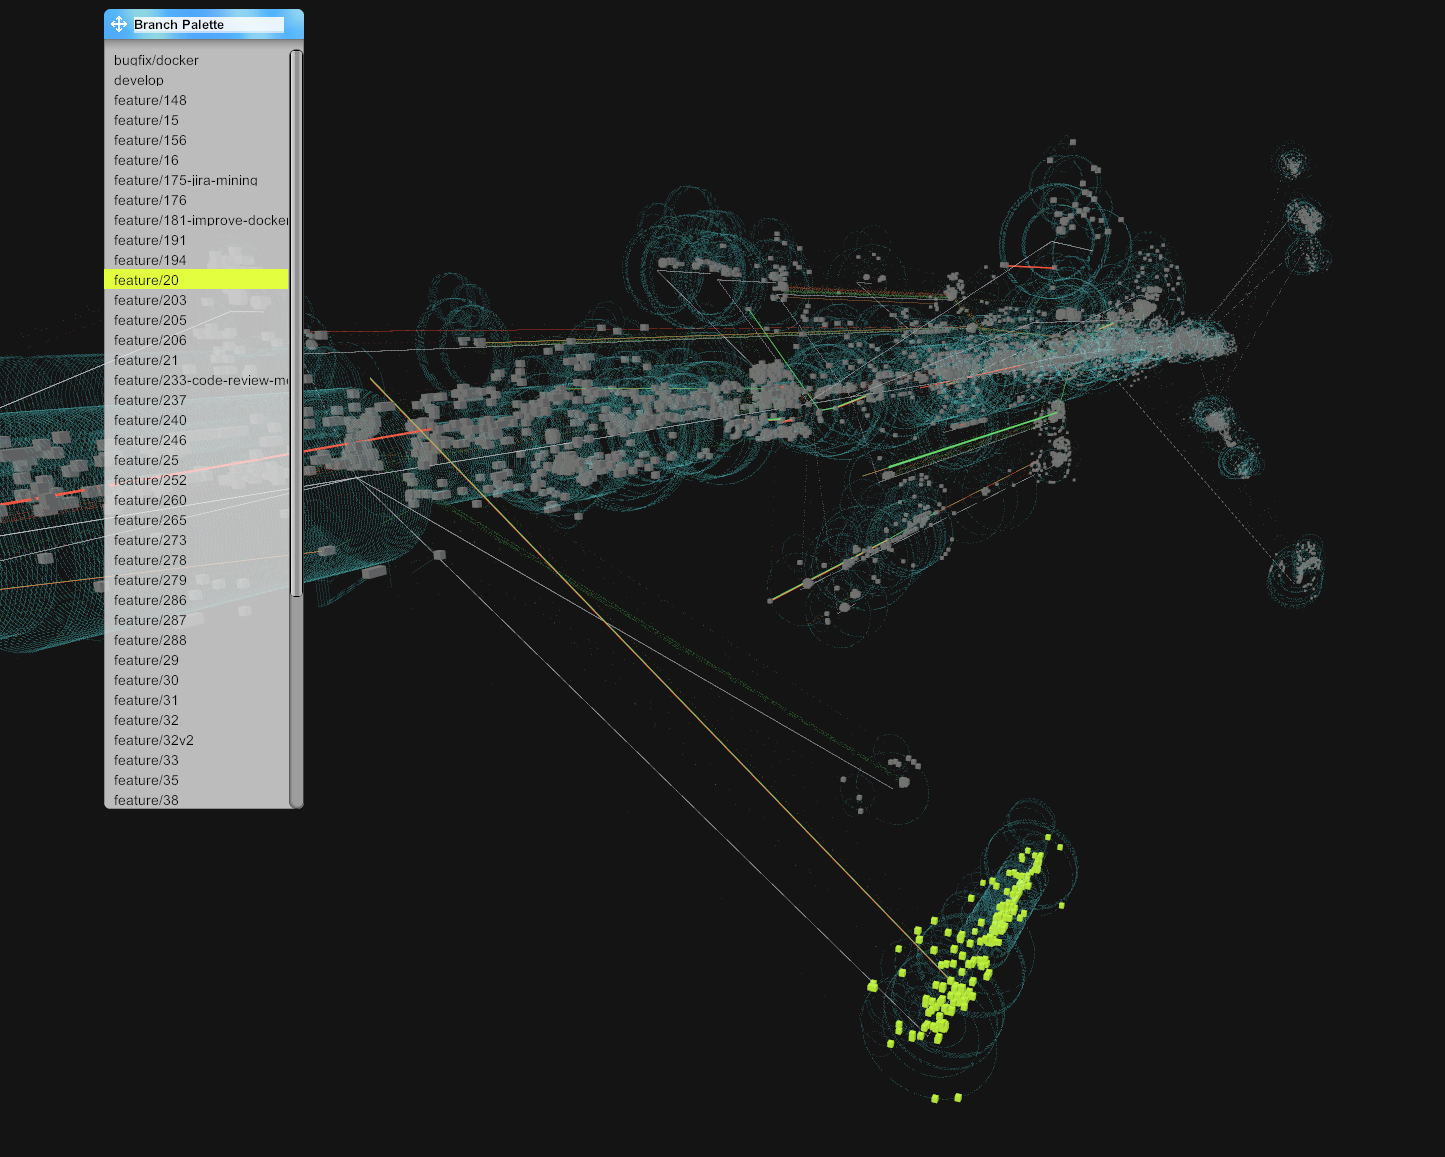 Branch Palette
bugfix/docker
develop
feature/148
feature/15
feature/156
feature/16
feature/175-jira-mining
feature/176
feature/181-improve-docker
feature/191
feature/194
feature/20
feature/203
feature/205
feature/206
feature/21
feature/233-code-review-m
feature/237
feature/240
feature/246
feature/25
feature/252
feature/260
feature/265
feature/273
feature/278
feature/279
feature/286
feature/287
feature/288
feature/29
feature/30
feature/31
feature/32
feature/32v2
feature/33
feature/35
feature/38